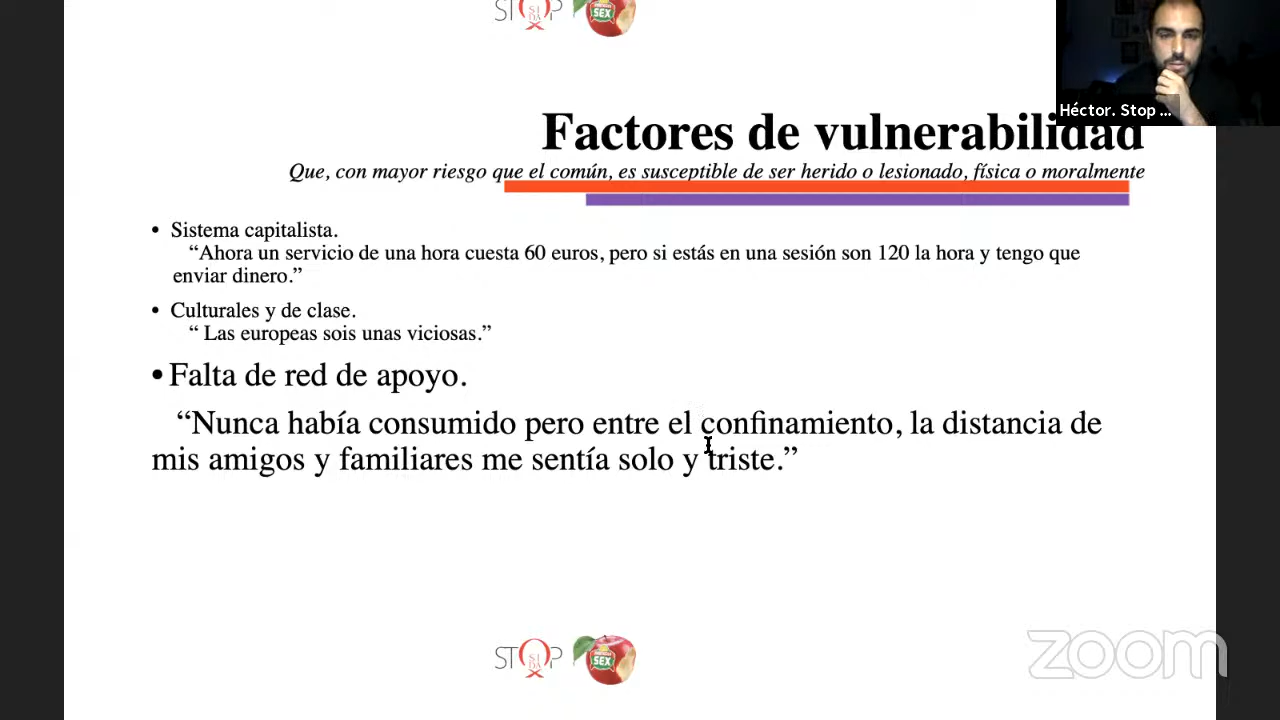 STOP
SIDA
SEX
Héctor. Stop ...
Factores de vulnerabilidad
Que, con mayor riesgo que el común, es susceptible de ser herido o lesionado, física o moralmente
• Sistema capitalista.
“Ahora un servicio de una hora cuesta 60 euros, pero si estás en una sesión son 120 la hora y tengo que
enviar dinero.”
• Culturales y de clase.
“ Las europeas sois unas viciosas.”
• Falta de red de apoyo.
“Nunca había consumido pero entre el confinamiento, la distancia de
mis amigos y familiares me sentía solo y triste.”
STOP
SIDA
SEX
zoom